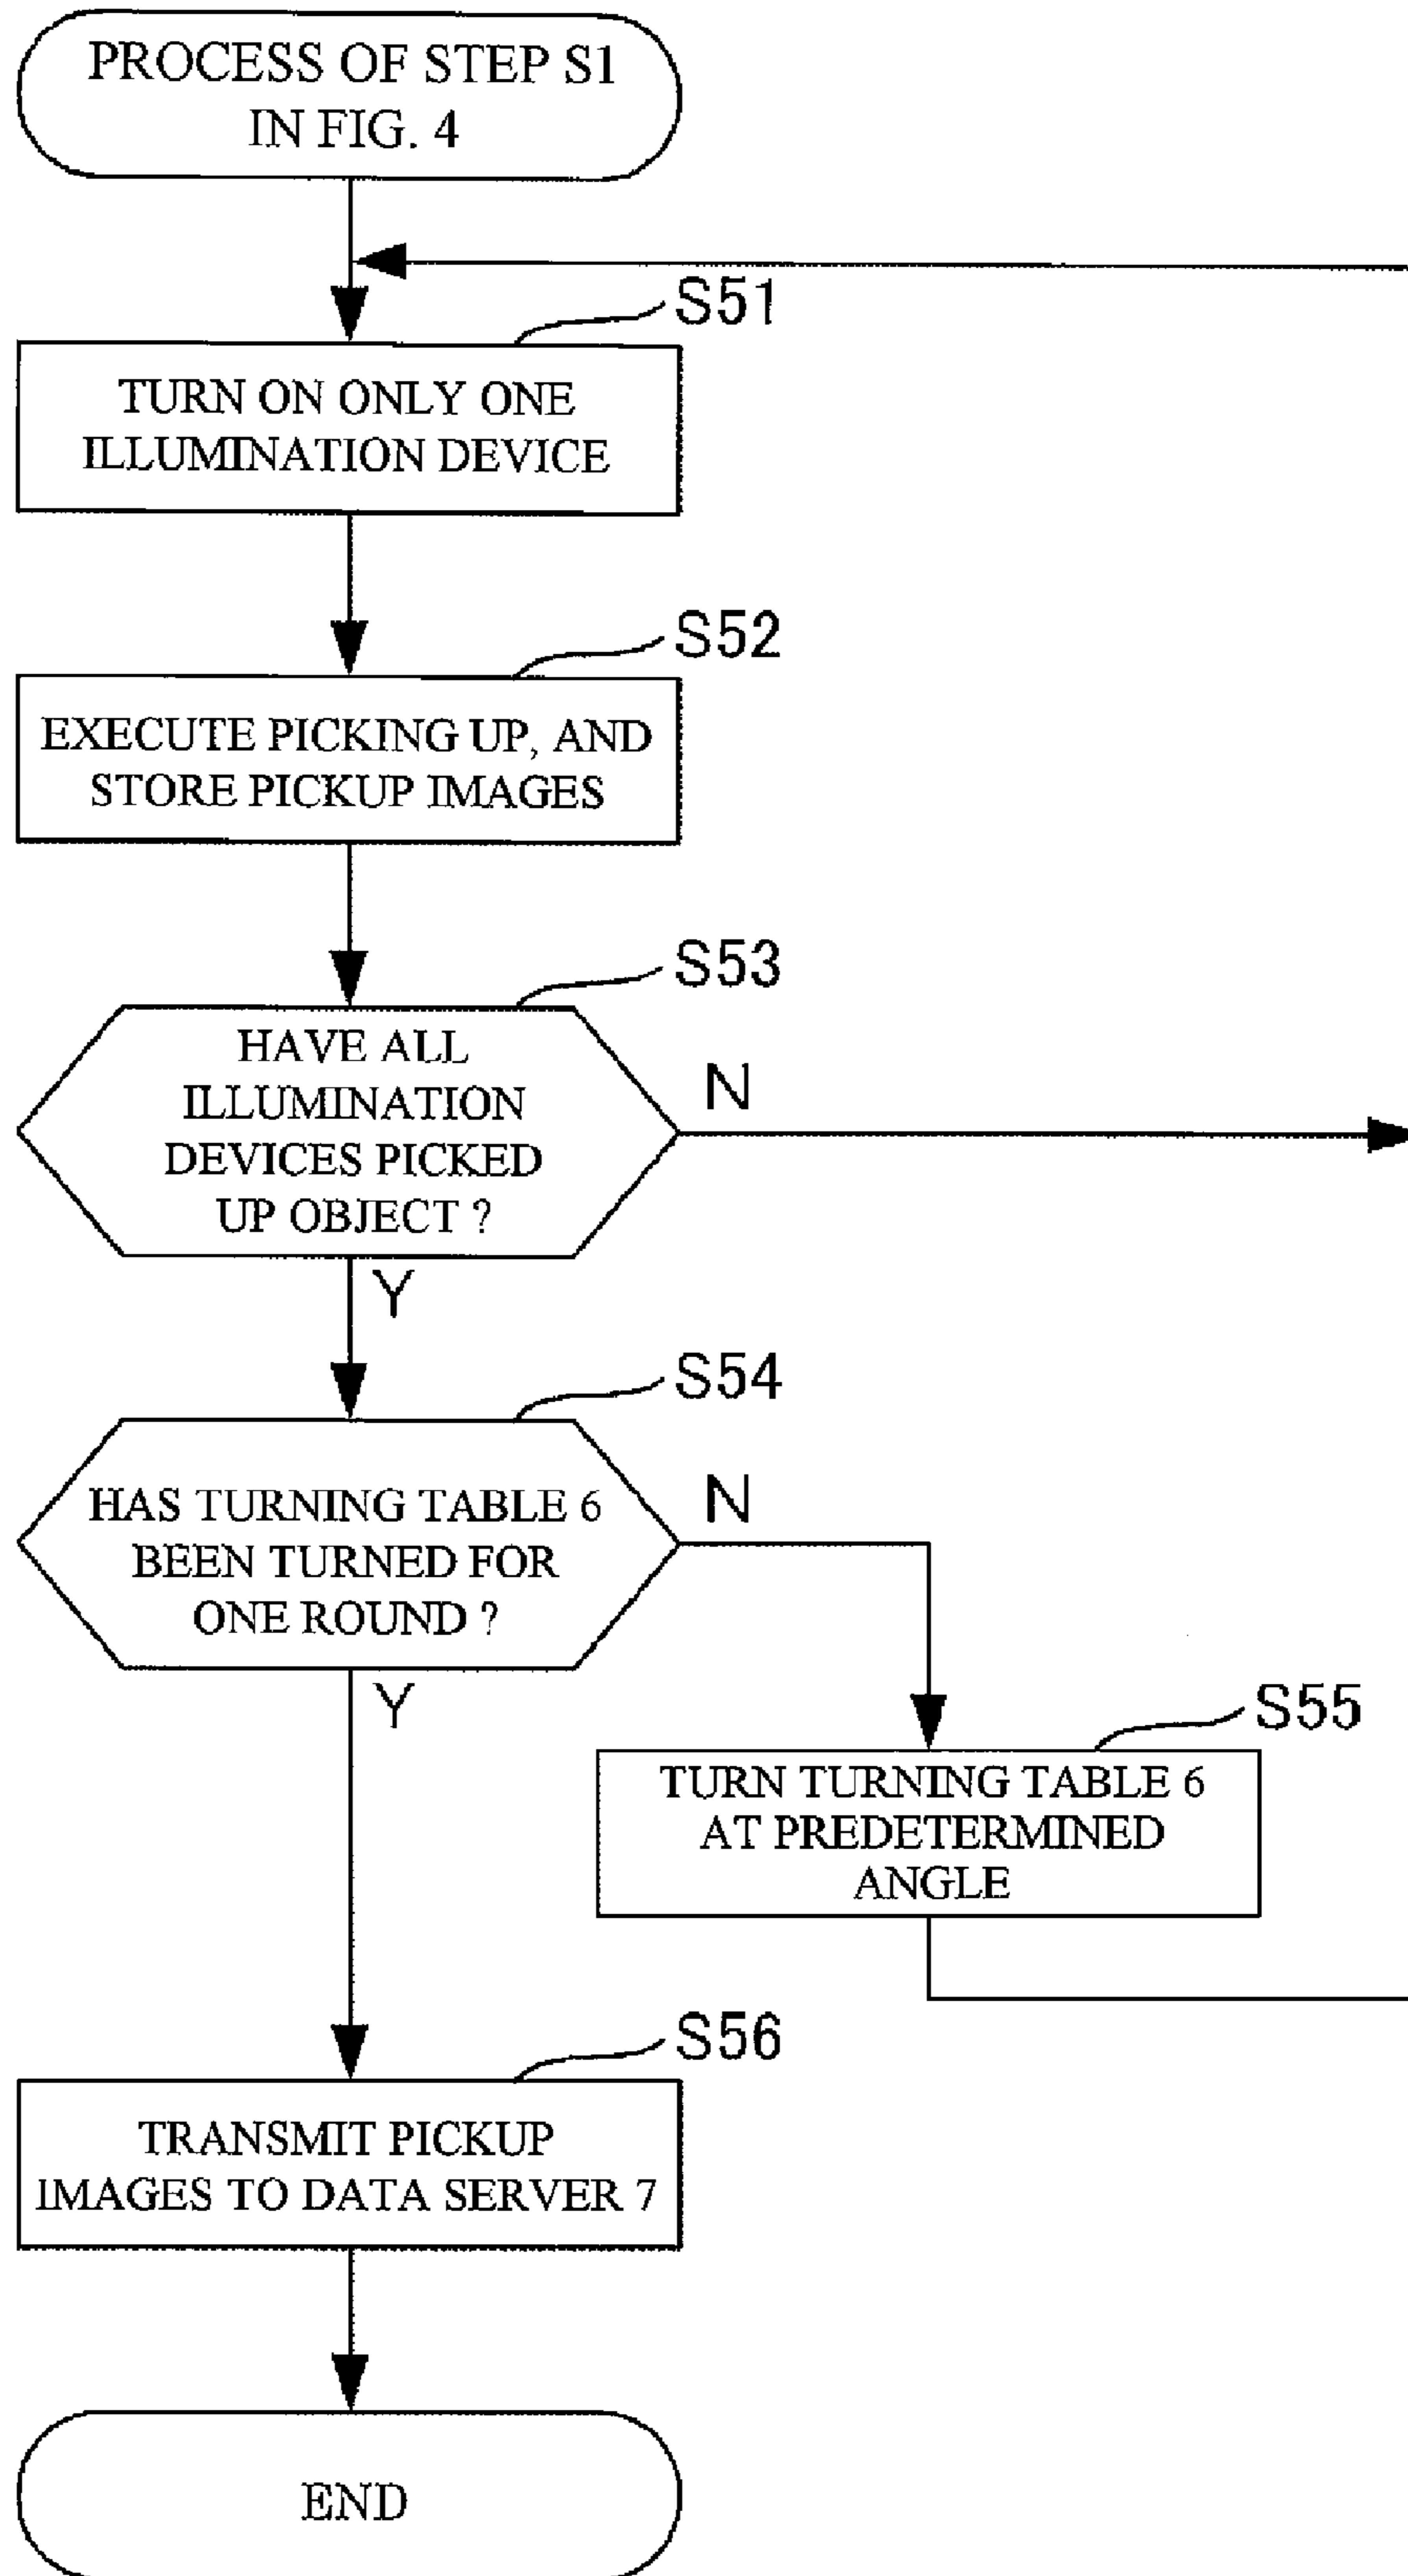 PROCESS OF STEP S1
IN FIG. 4
S51
TURN ON ONLY ONE
ILLUMINATION DEVICE
S52
EXECUTE PICKING UP, AND
STORE PICKUP IMAGES
S53
HAVE ALL
ILLUMINATION
DEVICES PICKED
UP OBJECT ?
N
Y
S54
HAS TURNING TABLE 6
BEEN TURNED FOR
ONE ROUND ?
N
Y
S55
TURN TURNING TABLE 6
AT PREDETERMINED
ANGLE
S56
TRANSMIT PICKUP
IMAGES TO DATA SERVER 7
END